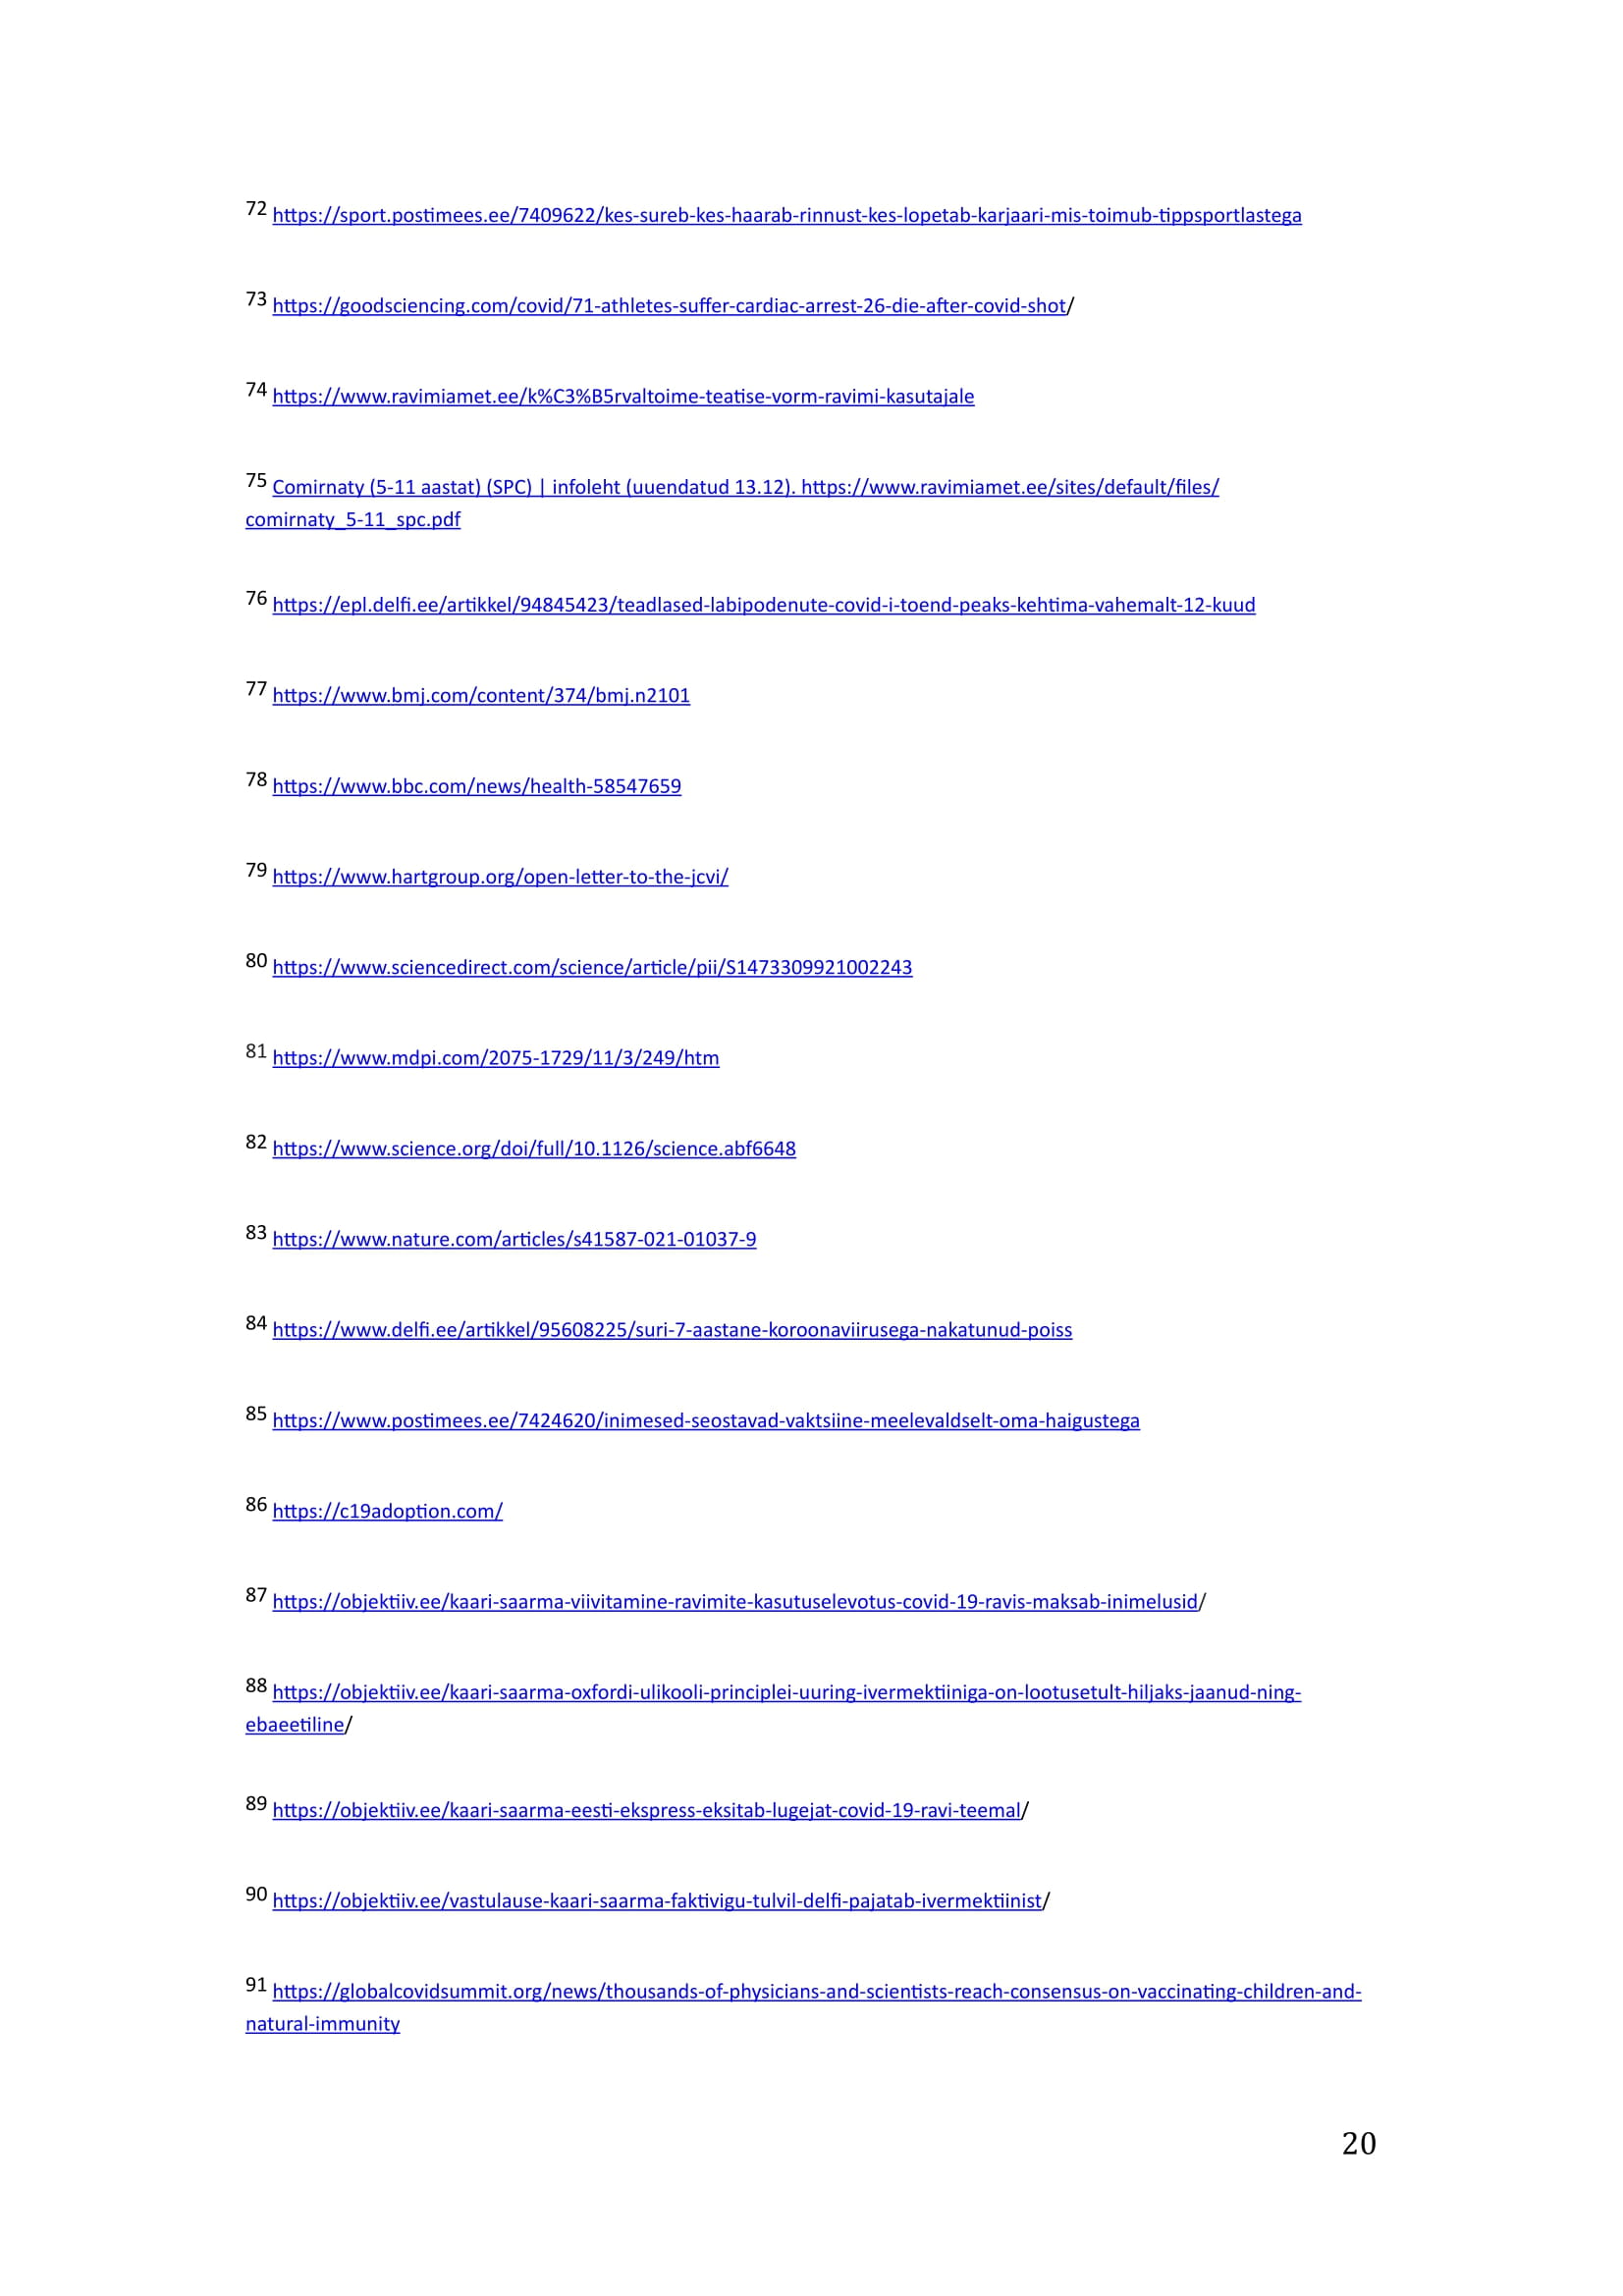 72 https://sport.postimees.ee/7409622/kes-sureb-kes-haarab-rinnust-kes-lopetab-karjaari-mis-toimub-tippsportlastega
73 https://goodsciencing.com/covid/71-athletes-suffer-cardiac-arrest-26-die-after-covid-shot/
74 https://www.ravimiamet.ee/k%C3%B5rvaltoime-teatise-vorm-ravimi-kasutajale
75 Comirnaty (5-11 aastat) (SPC) | infoleht (uuendatud 13.12). https://www.ravimiamet.ee/sites/default/files/
comirnaty_5-11_spc.pdf
76 https://epl.delfi.ee/artikkel/94845423/teadlased-labipodenute-covid-i-toend-peaks-kehtima-vahemalt-12-kuud
77 https://www.bmj.com/content/374/bmj.n2101
78 https://www.bbc.com/news/health-58547659
79 https://www.hartgroup.org/open-letter-to-the-jcvi/
80 https://www.sciencedirect.com/science/article/pii/S1473309921002243
81 https://www.mdpi.com/2075-1729/11/3/249/htm
82 https://www.science.org/doi/full/10.1126/science.abf6648
83 https://www.nature.com/articles/s41587-021-01037-9
84 https://www.delfi.ee/artikkel/95608225/suri-7-aastane-koroonaviirusega-nakatunud-poiss
85 https://www.postimees.ee/7424620/inimesed-seostavad-vaktsiine-meelevaldselt-oma-haigustega
86 https://c19adoption.com/
87 https://objektiiv.ee/kaari-saarma-viivitamine-ravimite-kasutuselevotus-covid-19-ravis-maksab-inimelusid/
88 https://objektiiv.ee/kaari-saarma-oxfordi-ulikooli-principlei-uuring-ivermektiiniga-on-lootusetult-hiljaks-jaanud-ning-
ebaeetiline/
89 https://objektiiv.ee/kaari-saarma-eesti-ekspress-eksitab-lugejat-covid-19-ravi-teemal/
90 https://objektiiv.ee/vastulause-kaari-saarma-faktivigu-tulvil-delfi-pajatab-ivermektiinist/
91 https://globalcovidsummit.org/news/thousands-of-physicians-and-scientists-reach-consensus-on-vaccinating-children-and-
natural-immunity
20